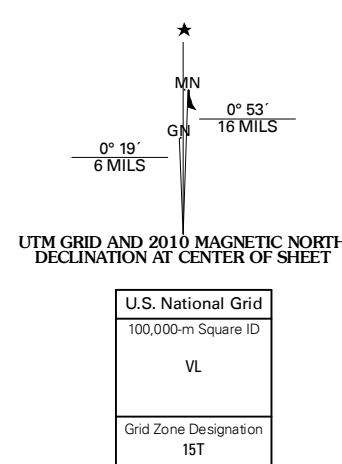 MN
0° 53´
16 MILS
GN
0° 19´
6 MILS
UTM GRID AND 2010 MAGNETIC NORTH
DECLINATION AT CENTER OF SHEET
U.S. National Grid
100,000-m Square ID
VL
Grid Zone Designation
15T